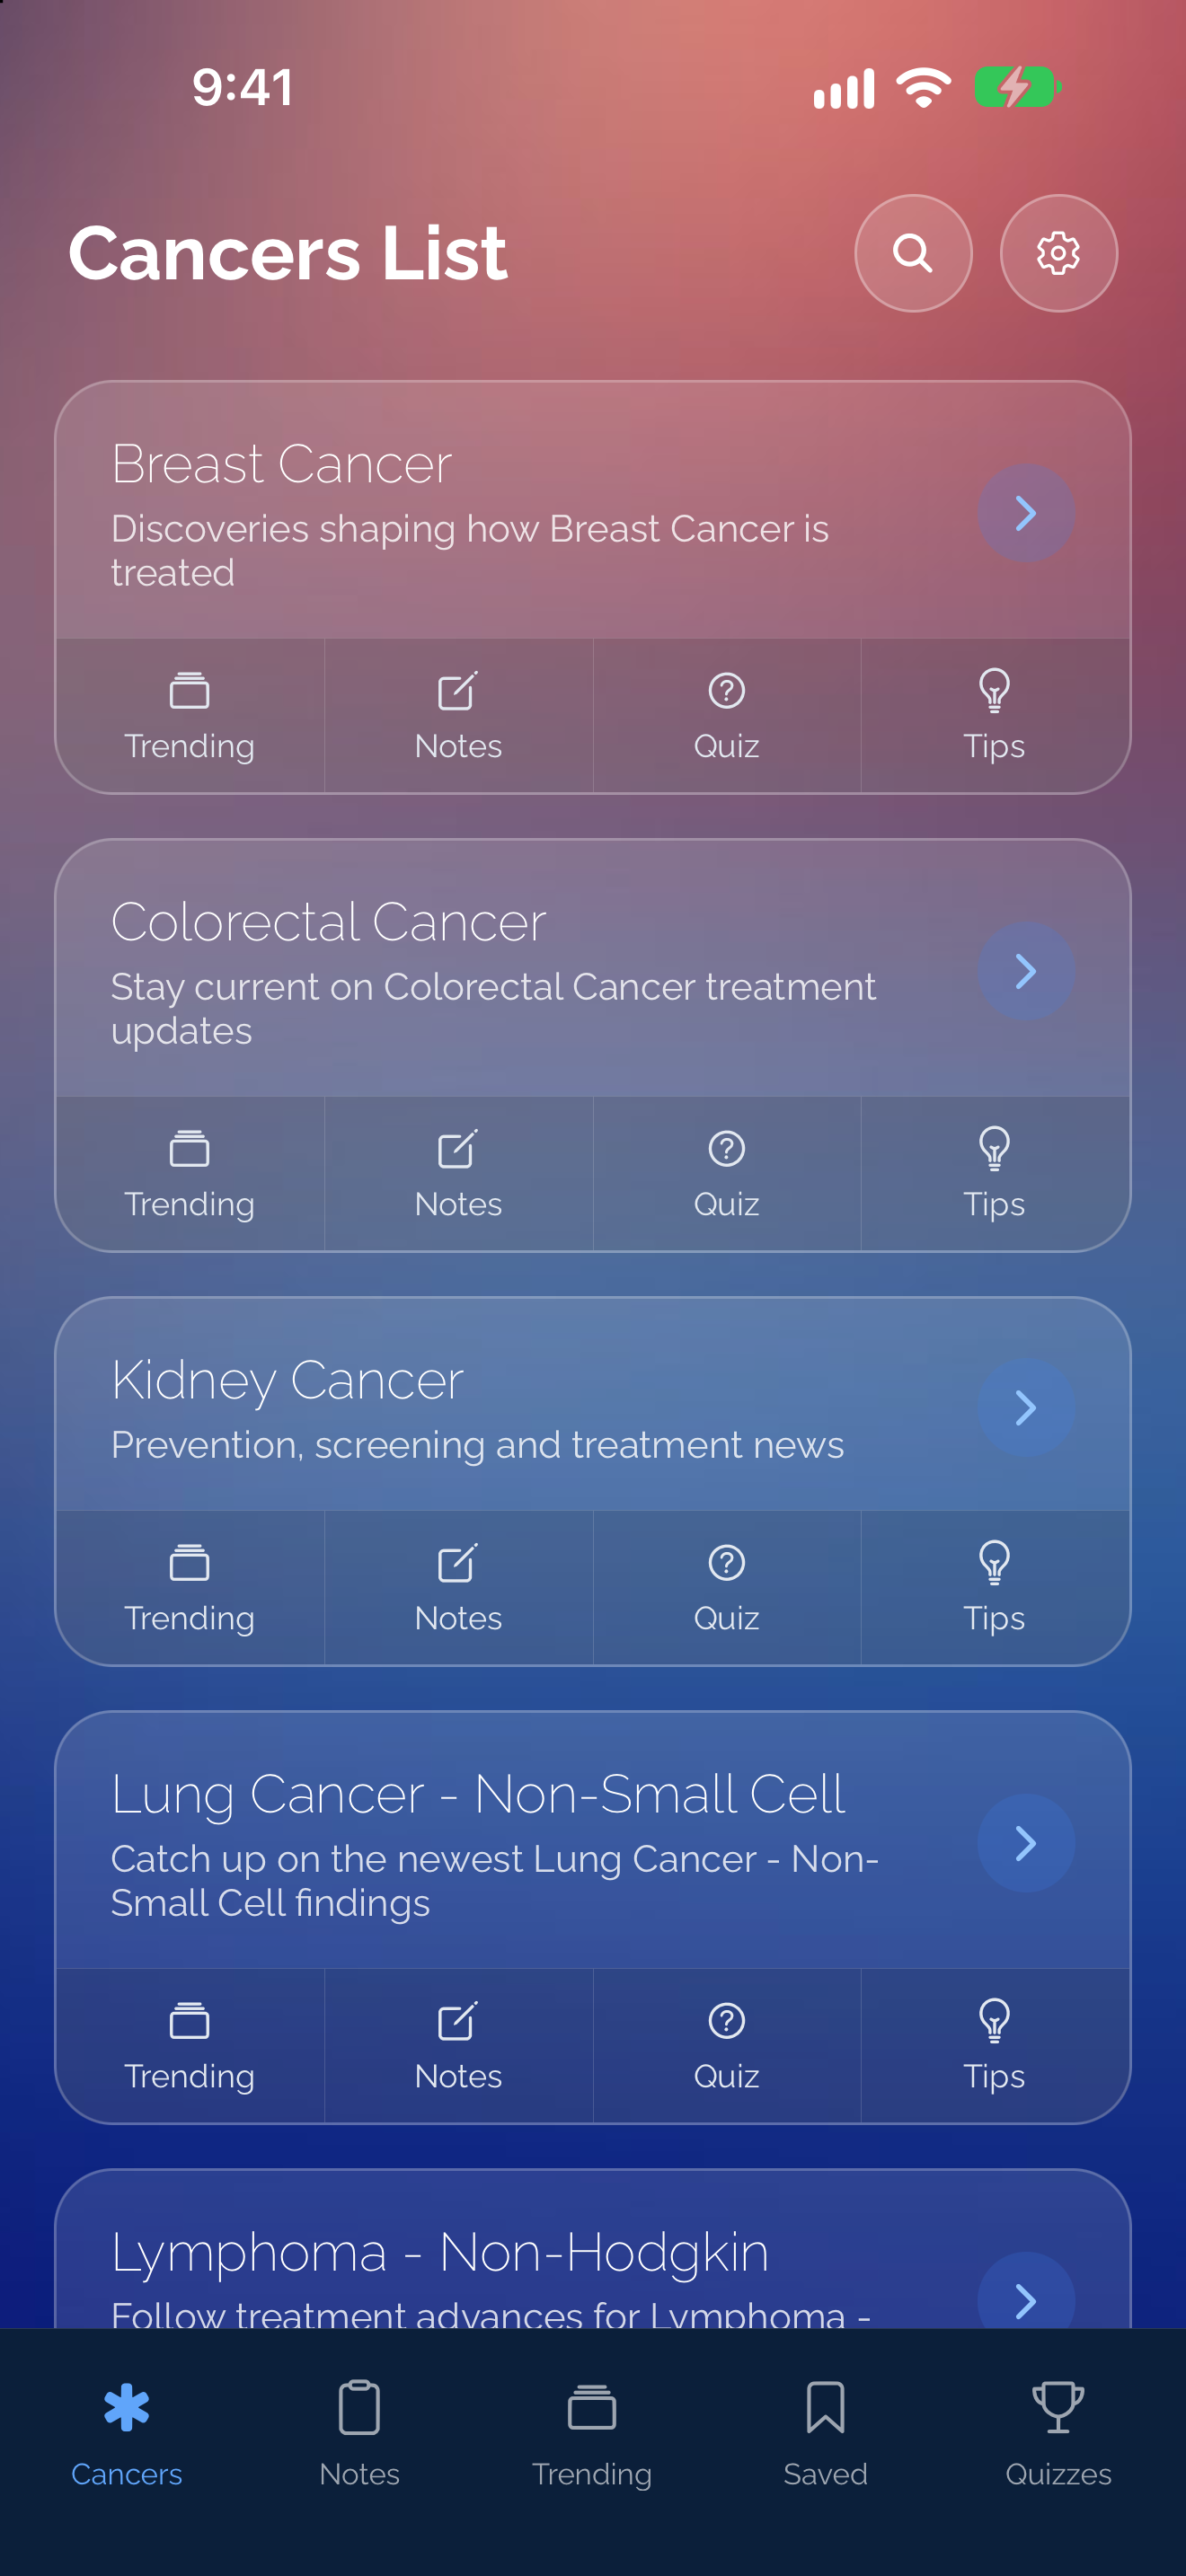 9:41
Cancers List
Breast Cancer
Discoveries shaping how Breast Cancer is
treated
Trending Notes Quiz Tips
Colorectal Cancer
Stay current on Colorectal Cancer treatment
updates
Trending Notes Quiz Tips
Kidney Cancer
Prevention, screening and treatment news
Trending Notes Quiz Tips
Lung Cancer - Non-Small Cell
Catch up on the newest Lung Cancer - Non-
Small Cell findings
Trending Notes Quiz Tips
Lymphoma - Non-Hodgkin
Follow treatment advances for Lymphoma -
Cancers Notes Trending Saved Quizzes